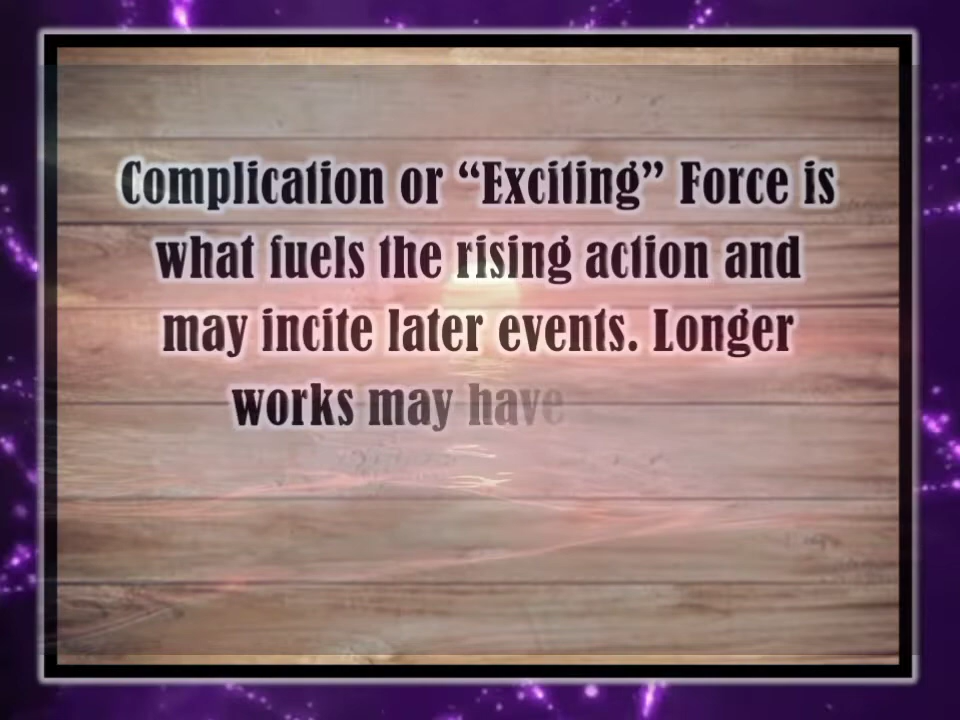 Complication or “Exciting” Force is
what fuels the rising action and
may incite later events. Longer
works may have